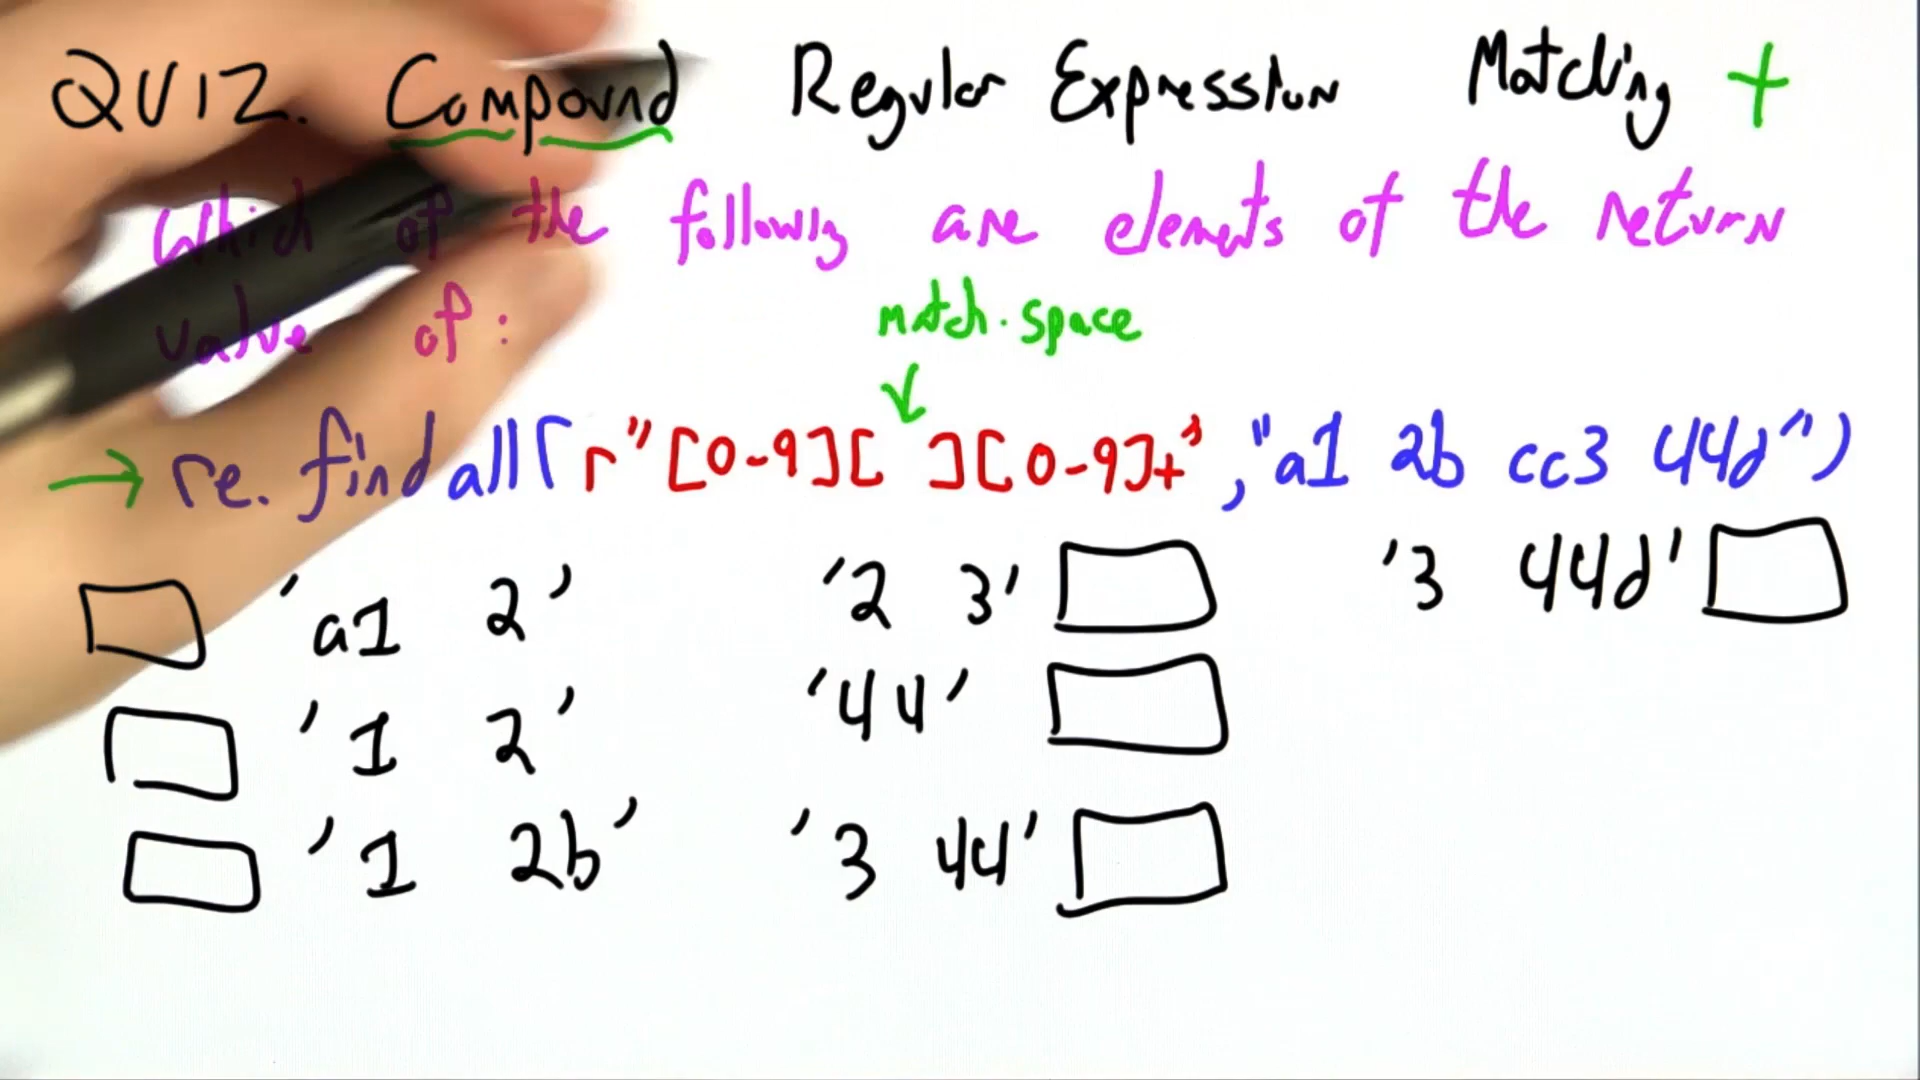 QUIZ. Compound Regular Expression Matching +
Which of the following are elements of the return
value of:
match space
→ re.findall(r"[0-9][ ][0-9]+","a1 2b cc3 44d")
'a1 2' '2 3' '3 44d'
'1 2' '44'
'1 2b' '3 44'